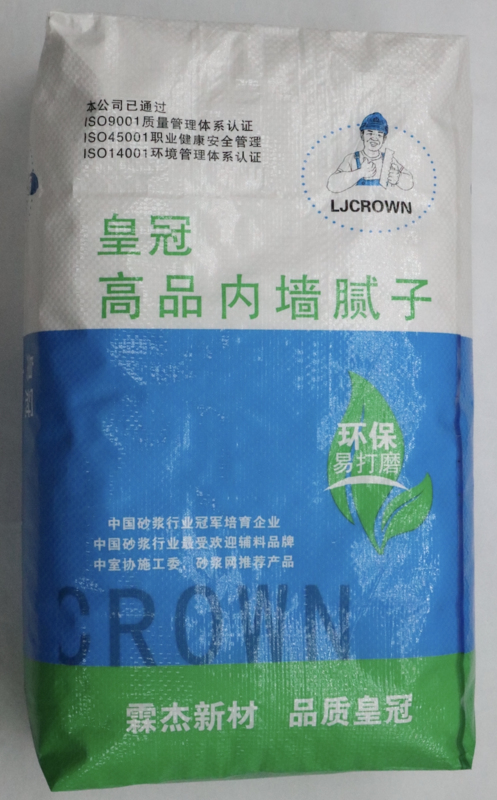 本公司已通过
ISO9001质量管理体系认证
ISO45001职业健康安全管理
ISO14001环境管理体系认证
LJCROWN
皇冠
高品内墙腻子
环保
易打磨
中国砂浆行业冠军培育企业
中国砂浆行业最受欢迎辅料品牌
中室协施工委、砂浆网推荐产品
CROWN
霖杰新材 品质皇冠